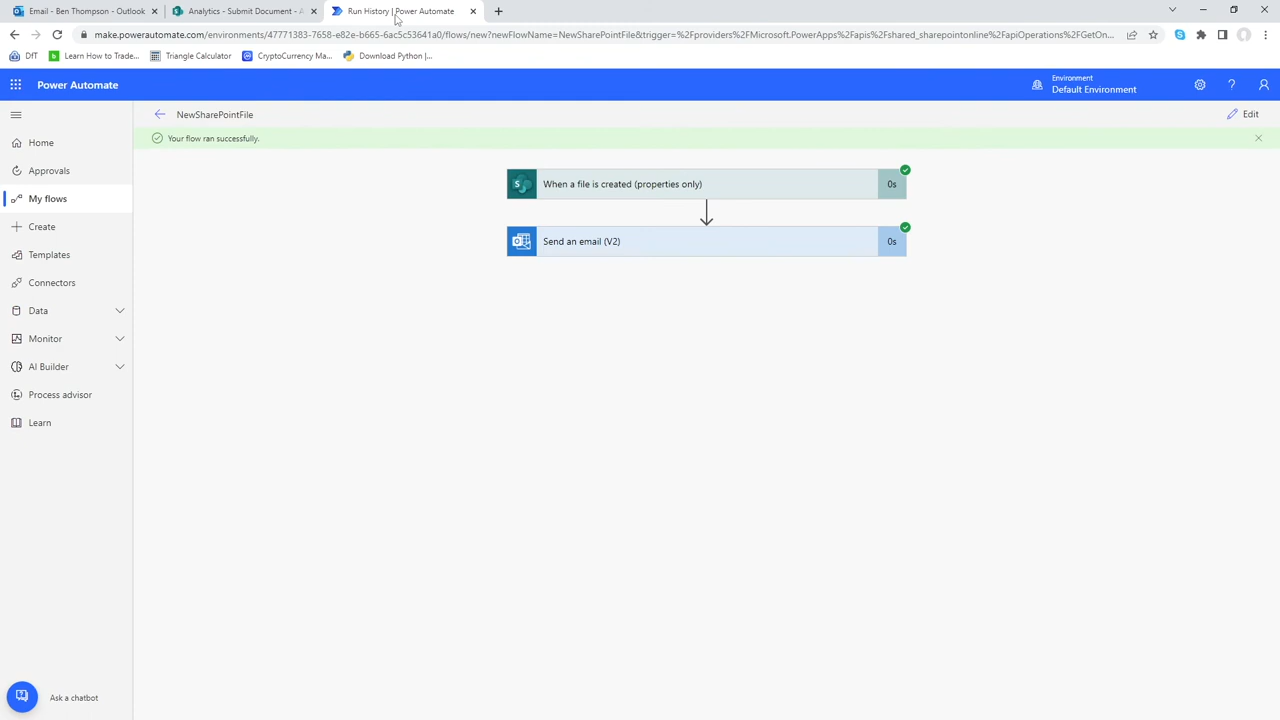 Email - Ben Thompson - Outlook
Analytics - Submit Document - A
Run History | Power Automate
make.powerautomate.com/environments/47771383-7658-e82e-b665-6ac5c53641a0/flows/new?newFlowName=NewSharePointFile&trigger=%2Fproviders%2FMicrosoft.PowerApps%2Fapis%2Fshared_sharepointonline%2FapiOperations%2FGetOn...
DfT
Learn How to Trade...
Triangle Calculator
CryptoCurrency Ma...
Download Python |...
Power Automate
Environment
Default Environment
NewSharePointFile
Edit
Your flow ran successfully.
Home
Approvals
My flows
Create
Templates
Connectors
Data
Monitor
AI Builder
Process advisor
Learn
When a file is created (properties only)
0s
Send an email (V2)
0s
Ask a chatbot